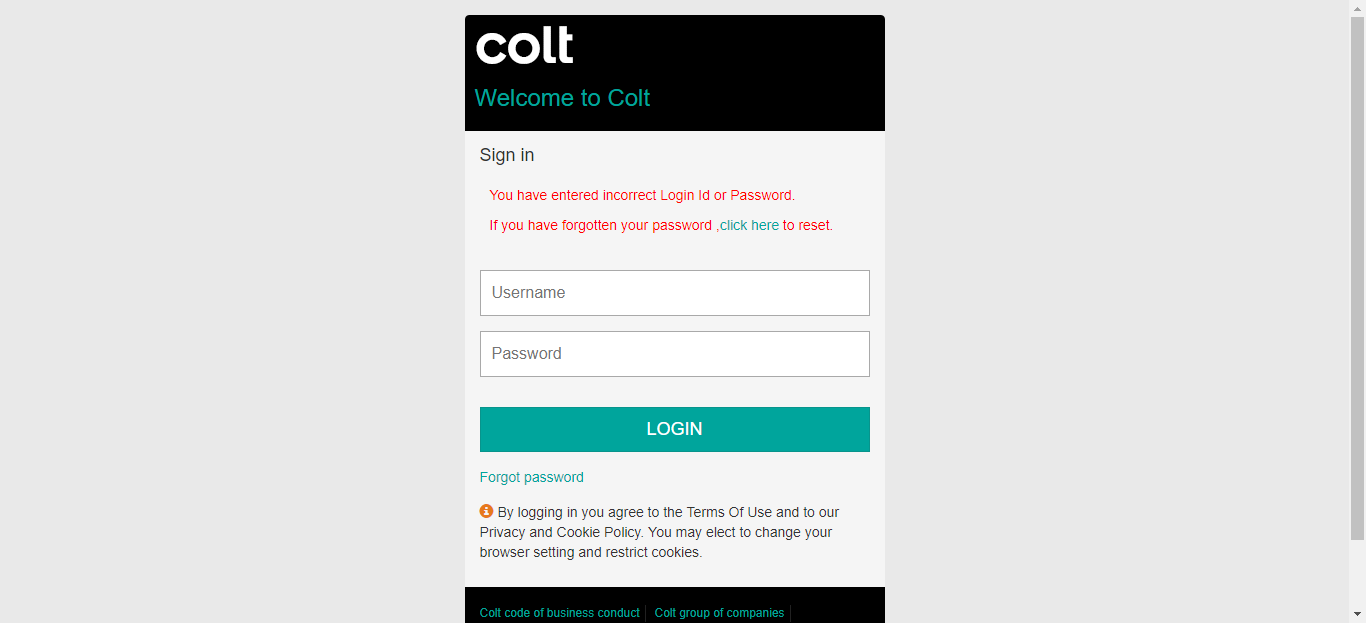 colt
Welcome to Colt
Sign in
You have entered incorrect Login Id or Password.
If you have forgotten your password ,click here to reset.
Username
Password
LOGIN
Forgot password
By logging in you agree to the Terms Of Use and to our
Privacy and Cookie Policy. You may elect to change your
browser setting and restrict cookies.
Colt code of business conduct Colt group of companies